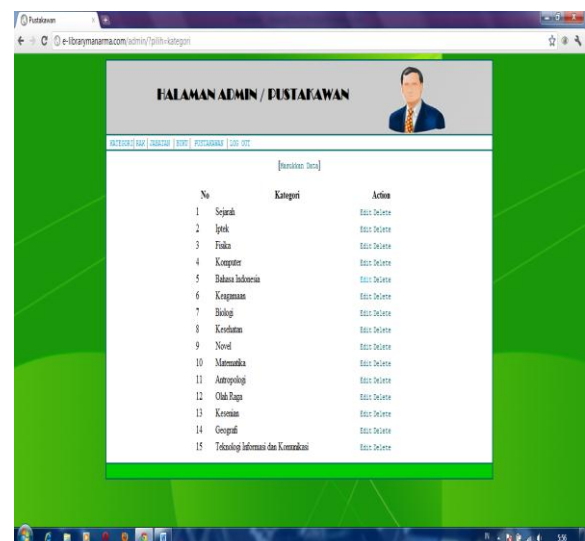 Pustakawan
e-librarymanarma.com/admin/?pilih=kategori
HALAMAN ADMIN / PUSTAKAWAN
KATEGORI| RAK | JABATAN | BUKU | PUSTAKAWAN | LOG OUT
[Masukkan Data]
No Kategori Action
1 Sejarah Edit Delete
2 Iptek Edit Delete
3 Fisika Edit Delete
4 Komputer Edit Delete
5 Bahasa Indonesia Edit Delete
6 Keagamaan Edit Delete
7 Biologi Edit Delete
8 Kesehatan Edit Delete
9 Novel Edit Delete
10 Matematika Edit Delete
11 Antropologi Edit Delete
12 Olah Raga Edit Delete
13 Kesenian Edit Delete
14 Geografi Edit Delete
15 Teknologi Informasi dan Komunikasi Edit Delete
IN
5:56